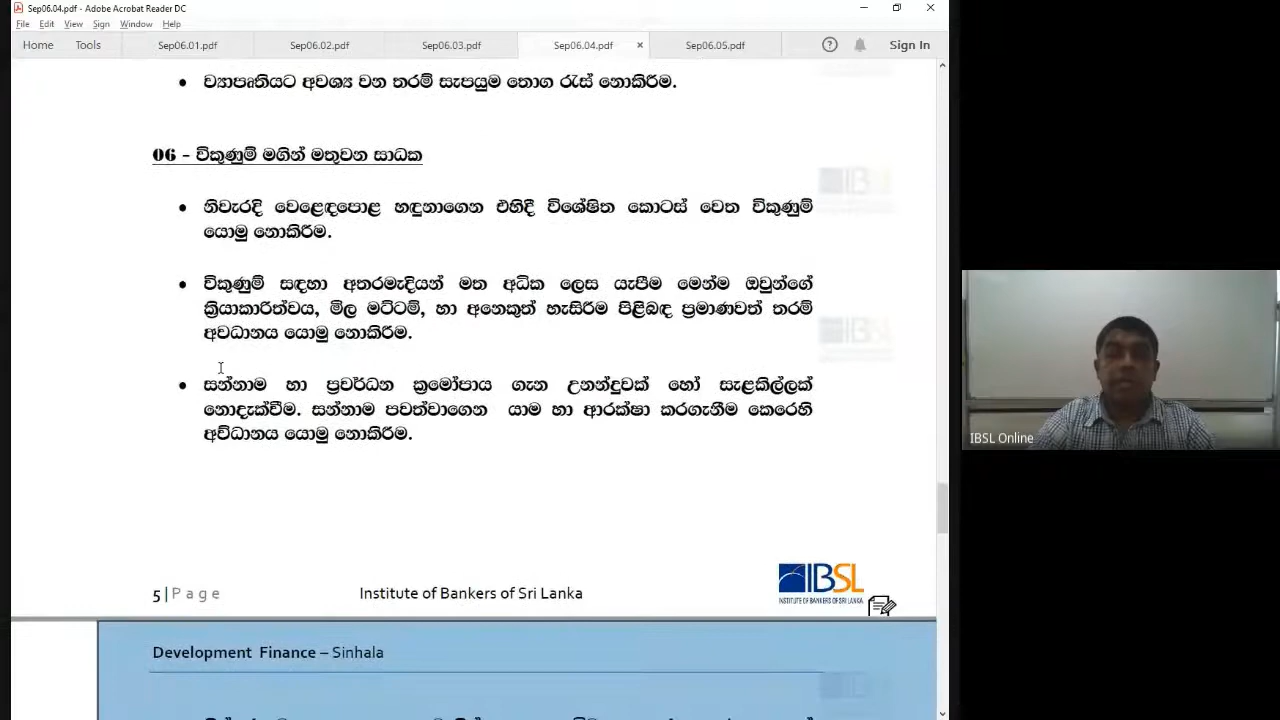 Sep06.04.pdf - Adobe Acrobat Reader DC
File Edit View Sign Window Help
Home Tools Sep06.01.pdf Sep06.02.pdf Sep06.03.pdf Sep06.04.pdf × Sep06.05.pdf Sign In
• ව්‍යාපෘතියට අවශ්‍ය වන තරම් සැපයුම තොග රැස් නොකිරීම.
06 - විකුණුම් මගින් මතුවන සාධක
• නිවැරදි වෙළෙඳපොළ හඳුනාගෙන එහිදී විශේෂිත කොටස් වෙත විකුණුම්
යොමු නොකිරීම.
• විකුණුම් සඳහා අතරමැදියන් මත අධික ලෙස යැපීම මෙන්ම ඔවුන්ගේ
ක්‍රියාකාරිත්වය, මිල මට්ටම්, හා අනෙකුත් හැසිරීම පිළිබඳ ප්‍රමාණවත් තරම්
අවධානය යොමු නොකිරීම.
• සන්නාම හා ප්‍රවර්ධන ක්‍රමෝපාය ගැන උනන්දුවක් හෝ සැළකිල්ලක්
නොදැක්වීම. සන්නාම පවත්වාගෙන යාම හා ආරක්ෂා කරගැනීම කෙරෙහි
අවිධානය යොමු නොකිරීම.
5 | Page Institute of Bankers of Sri Lanka
IBSL
INSTITUTE OF BANKERS OF SRI LANKA
Development Finance – Sinhala
IBSL Online